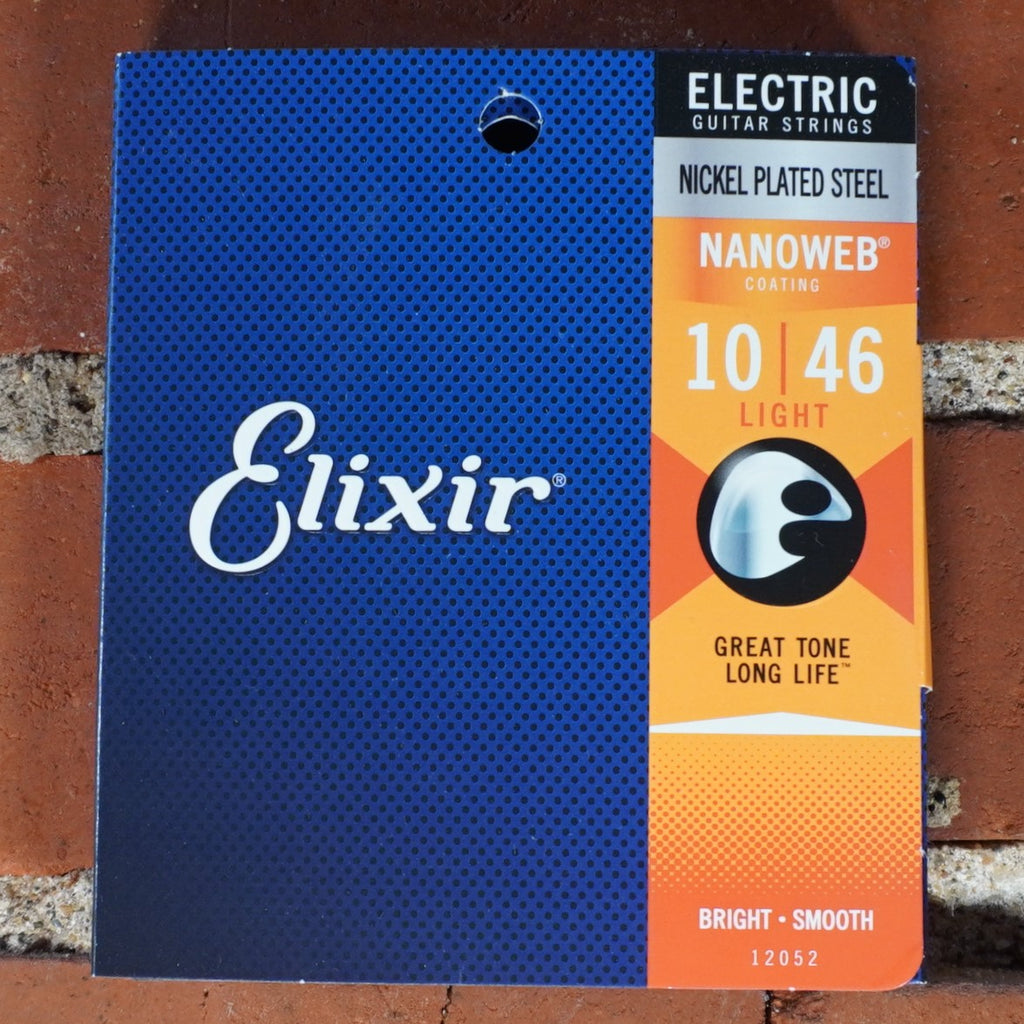 Elixir®
ELECTRIC
GUITAR STRINGS
NICKEL PLATED STEEL
NANOWEB®
COATING
10 | 46
LIGHT
GREAT TONE
LONG LIFE™
BRIGHT • SMOOTH
12052